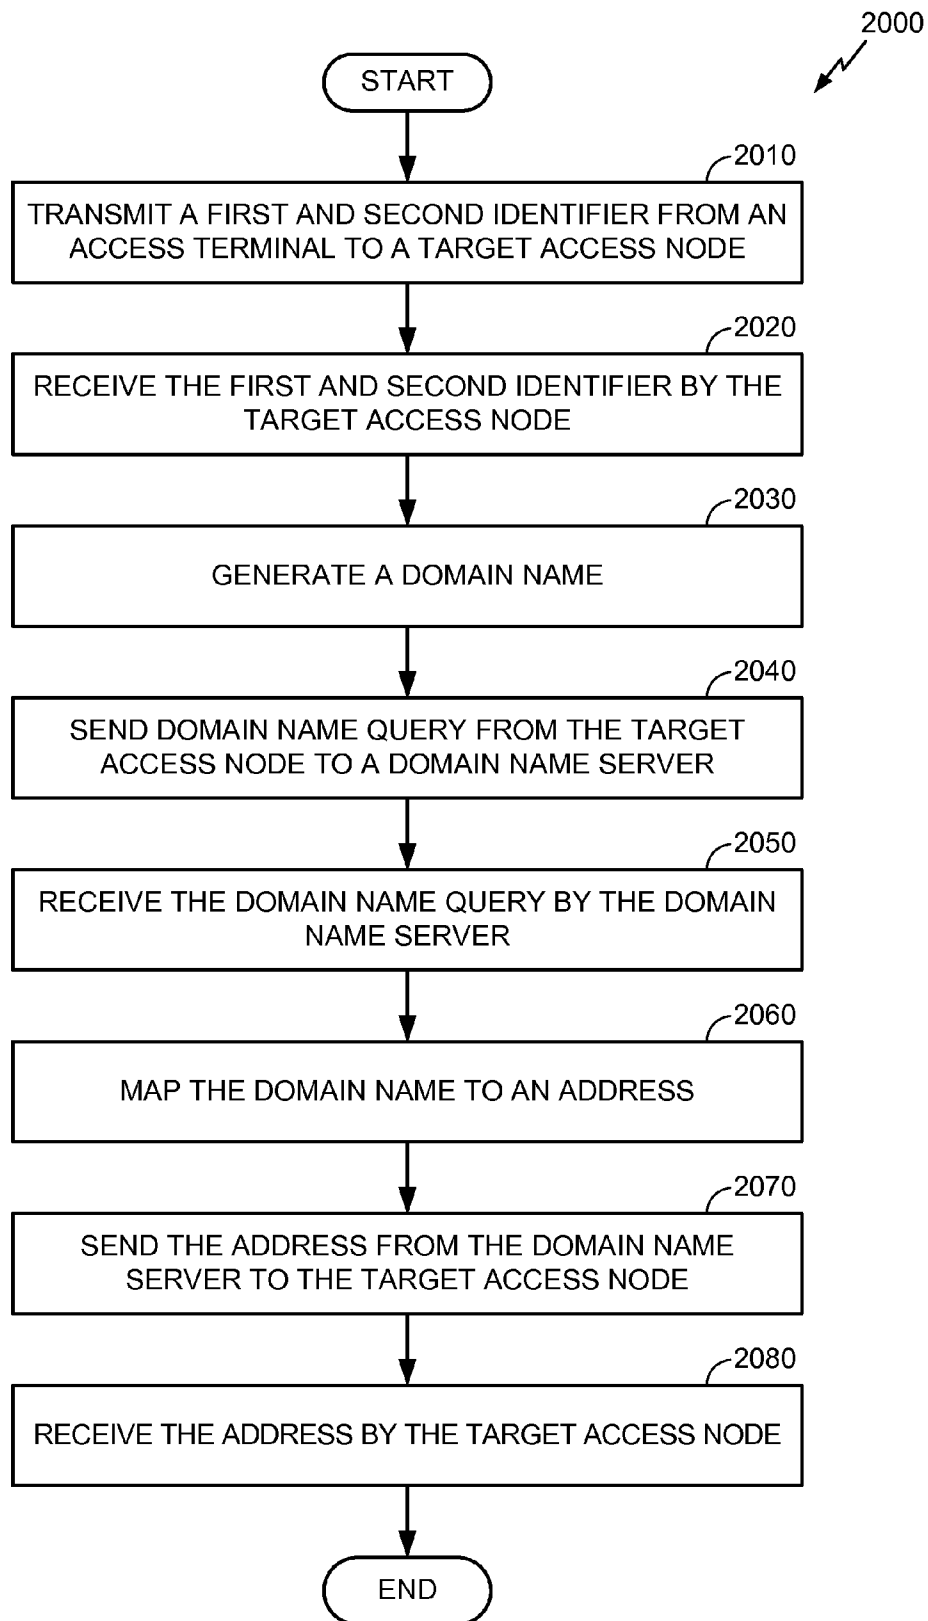 2000
START
2010
TRANSMIT A FIRST AND SECOND IDENTIFIER FROM AN
ACCESS TERMINAL TO A TARGET ACCESS NODE
2020
RECEIVE THE FIRST AND SECOND IDENTIFIER BY THE
TARGET ACCESS NODE
2030
GENERATE A DOMAIN NAME
2040
SEND DOMAIN NAME QUERY FROM THE TARGET
ACCESS NODE TO A DOMAIN NAME SERVER
2050
RECEIVE THE DOMAIN NAME QUERY BY THE DOMAIN
NAME SERVER
2060
MAP THE DOMAIN NAME TO AN ADDRESS
2070
SEND THE ADDRESS FROM THE DOMAIN NAME
SERVER TO THE TARGET ACCESS NODE
2080
RECEIVE THE ADDRESS BY THE TARGET ACCESS NODE
END